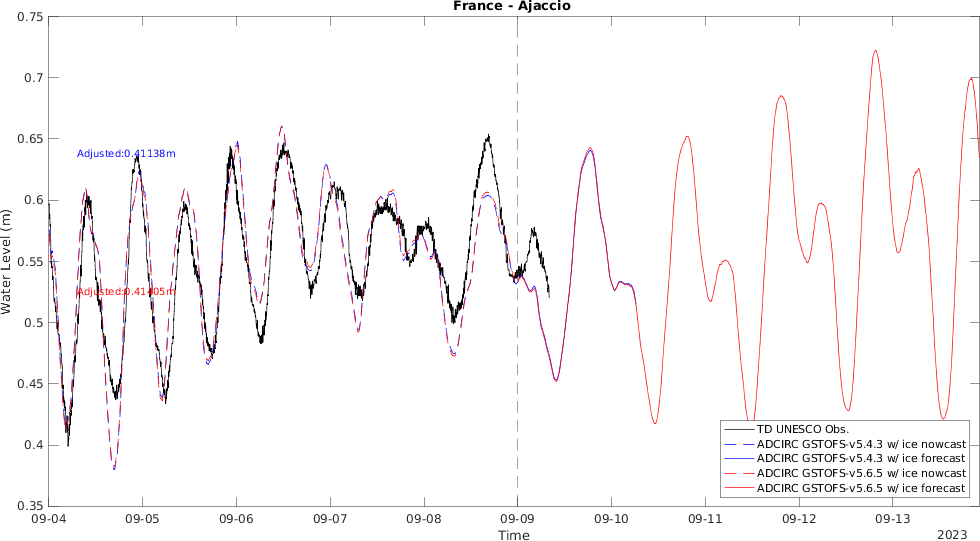 France - Ajaccio
0.75
0.7
0.65
0.6
0.55
0.5
0.45
0.4
0.35
Water Level (m)
Adjusted:0.41138m
Adjusted:0.41405m
TD UNESCO Obs.
ADCIRC GSTOFS-v5.4.3 w/ ice nowcast
ADCIRC GSTOFS-v5.4.3 w/ ice forecast
ADCIRC GSTOFS-v5.6.5 w/ ice nowcast
ADCIRC GSTOFS-v5.6.5 w/ ice forecast
09-04 09-05 09-06 09-07 09-08 09-09 09-10 09-11 09-12 09-13
Time
2023